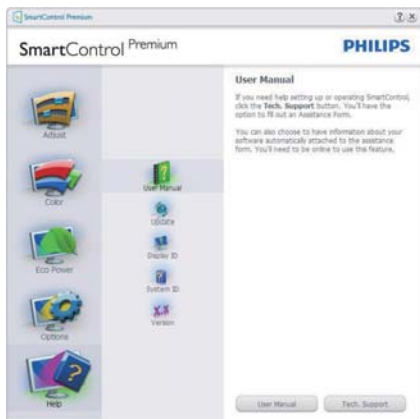 SmartControl Premium
SmartControl Premium
PHILIPS
Adjust
Color
Eco Power
Options
Help
User Manual
Update
Display ID
System ID
Version
User Manual
If you need help setting up or operating SmartControl,
click the Tech. Support button. You'll have the
option to fill out an Assistance Form.
You can also choose to have information about your
software automatically attached to the assistance
form. You'll need to be online to use this feature.
User Manual
Tech. Support